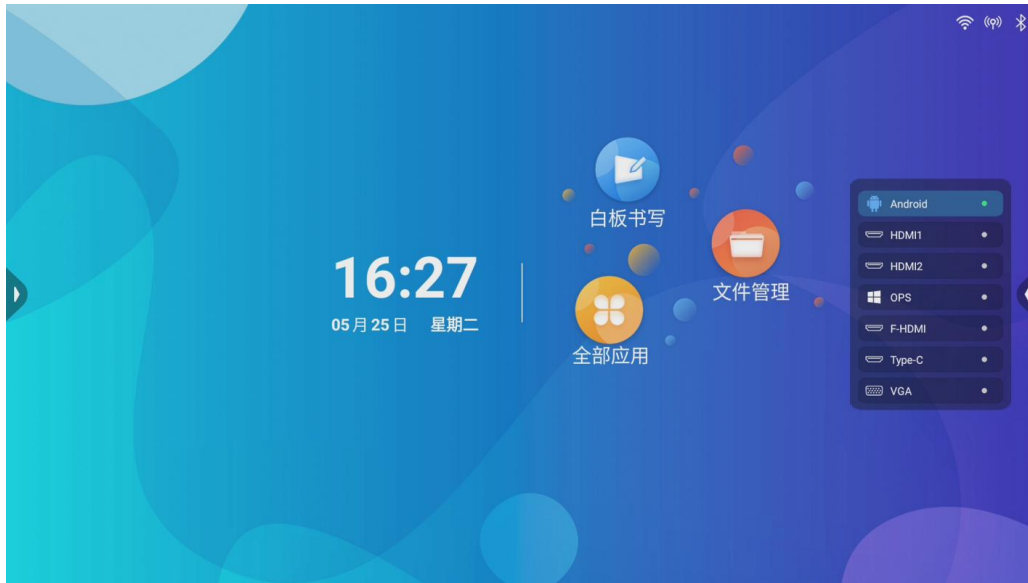 16:27
05月25日 星期二
白板书写
文件管理
全部应用
Android
HDMI1
HDMI2
OPS
F-HDMI
Type-C
VGA